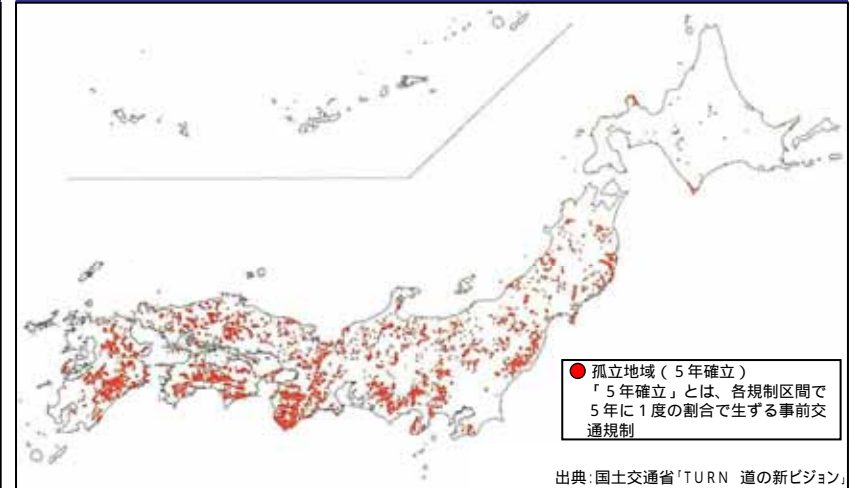 孤立地域(5年確立)
「5年確立」とは、各規制区間で
5年に1度の割合で生ずる事前交
通規制
出典:国土交通省「TURN 道の新ビジョン」